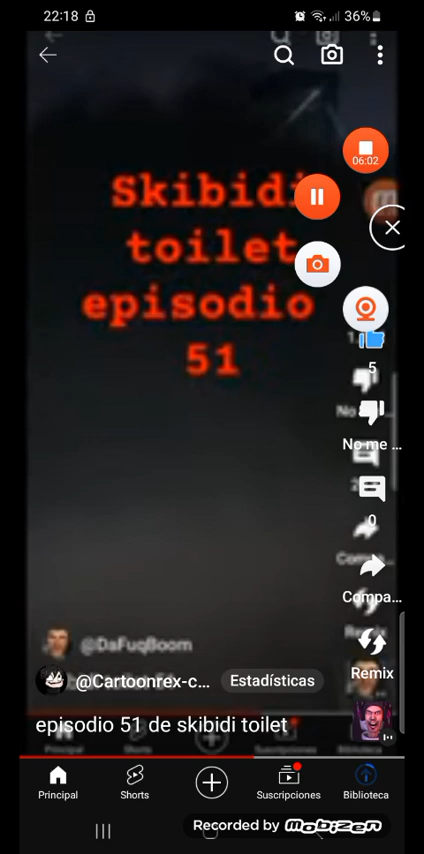 22:18
36%
Skibidi
toilet
episodio
51
06:02
5
No me ...
0
Compa...
Remix
@DaFuqBoom
@Cartoonrex-c...
Estadísticas
episodio 51 de skibidi toilet
Principal
Shorts
Suscripciones
Biblioteca
Recorded by Mobizen